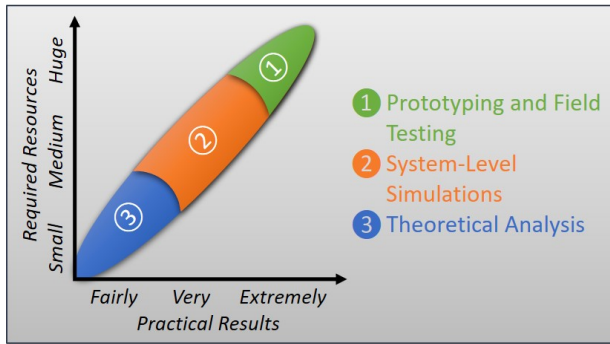 Required Resources
Huge
Medium
Small
1
2
3
Fairly Very Extremely
Practical Results
1 Prototyping and Field
Testing
2 System-Level
Simulations
3 Theoretical Analysis